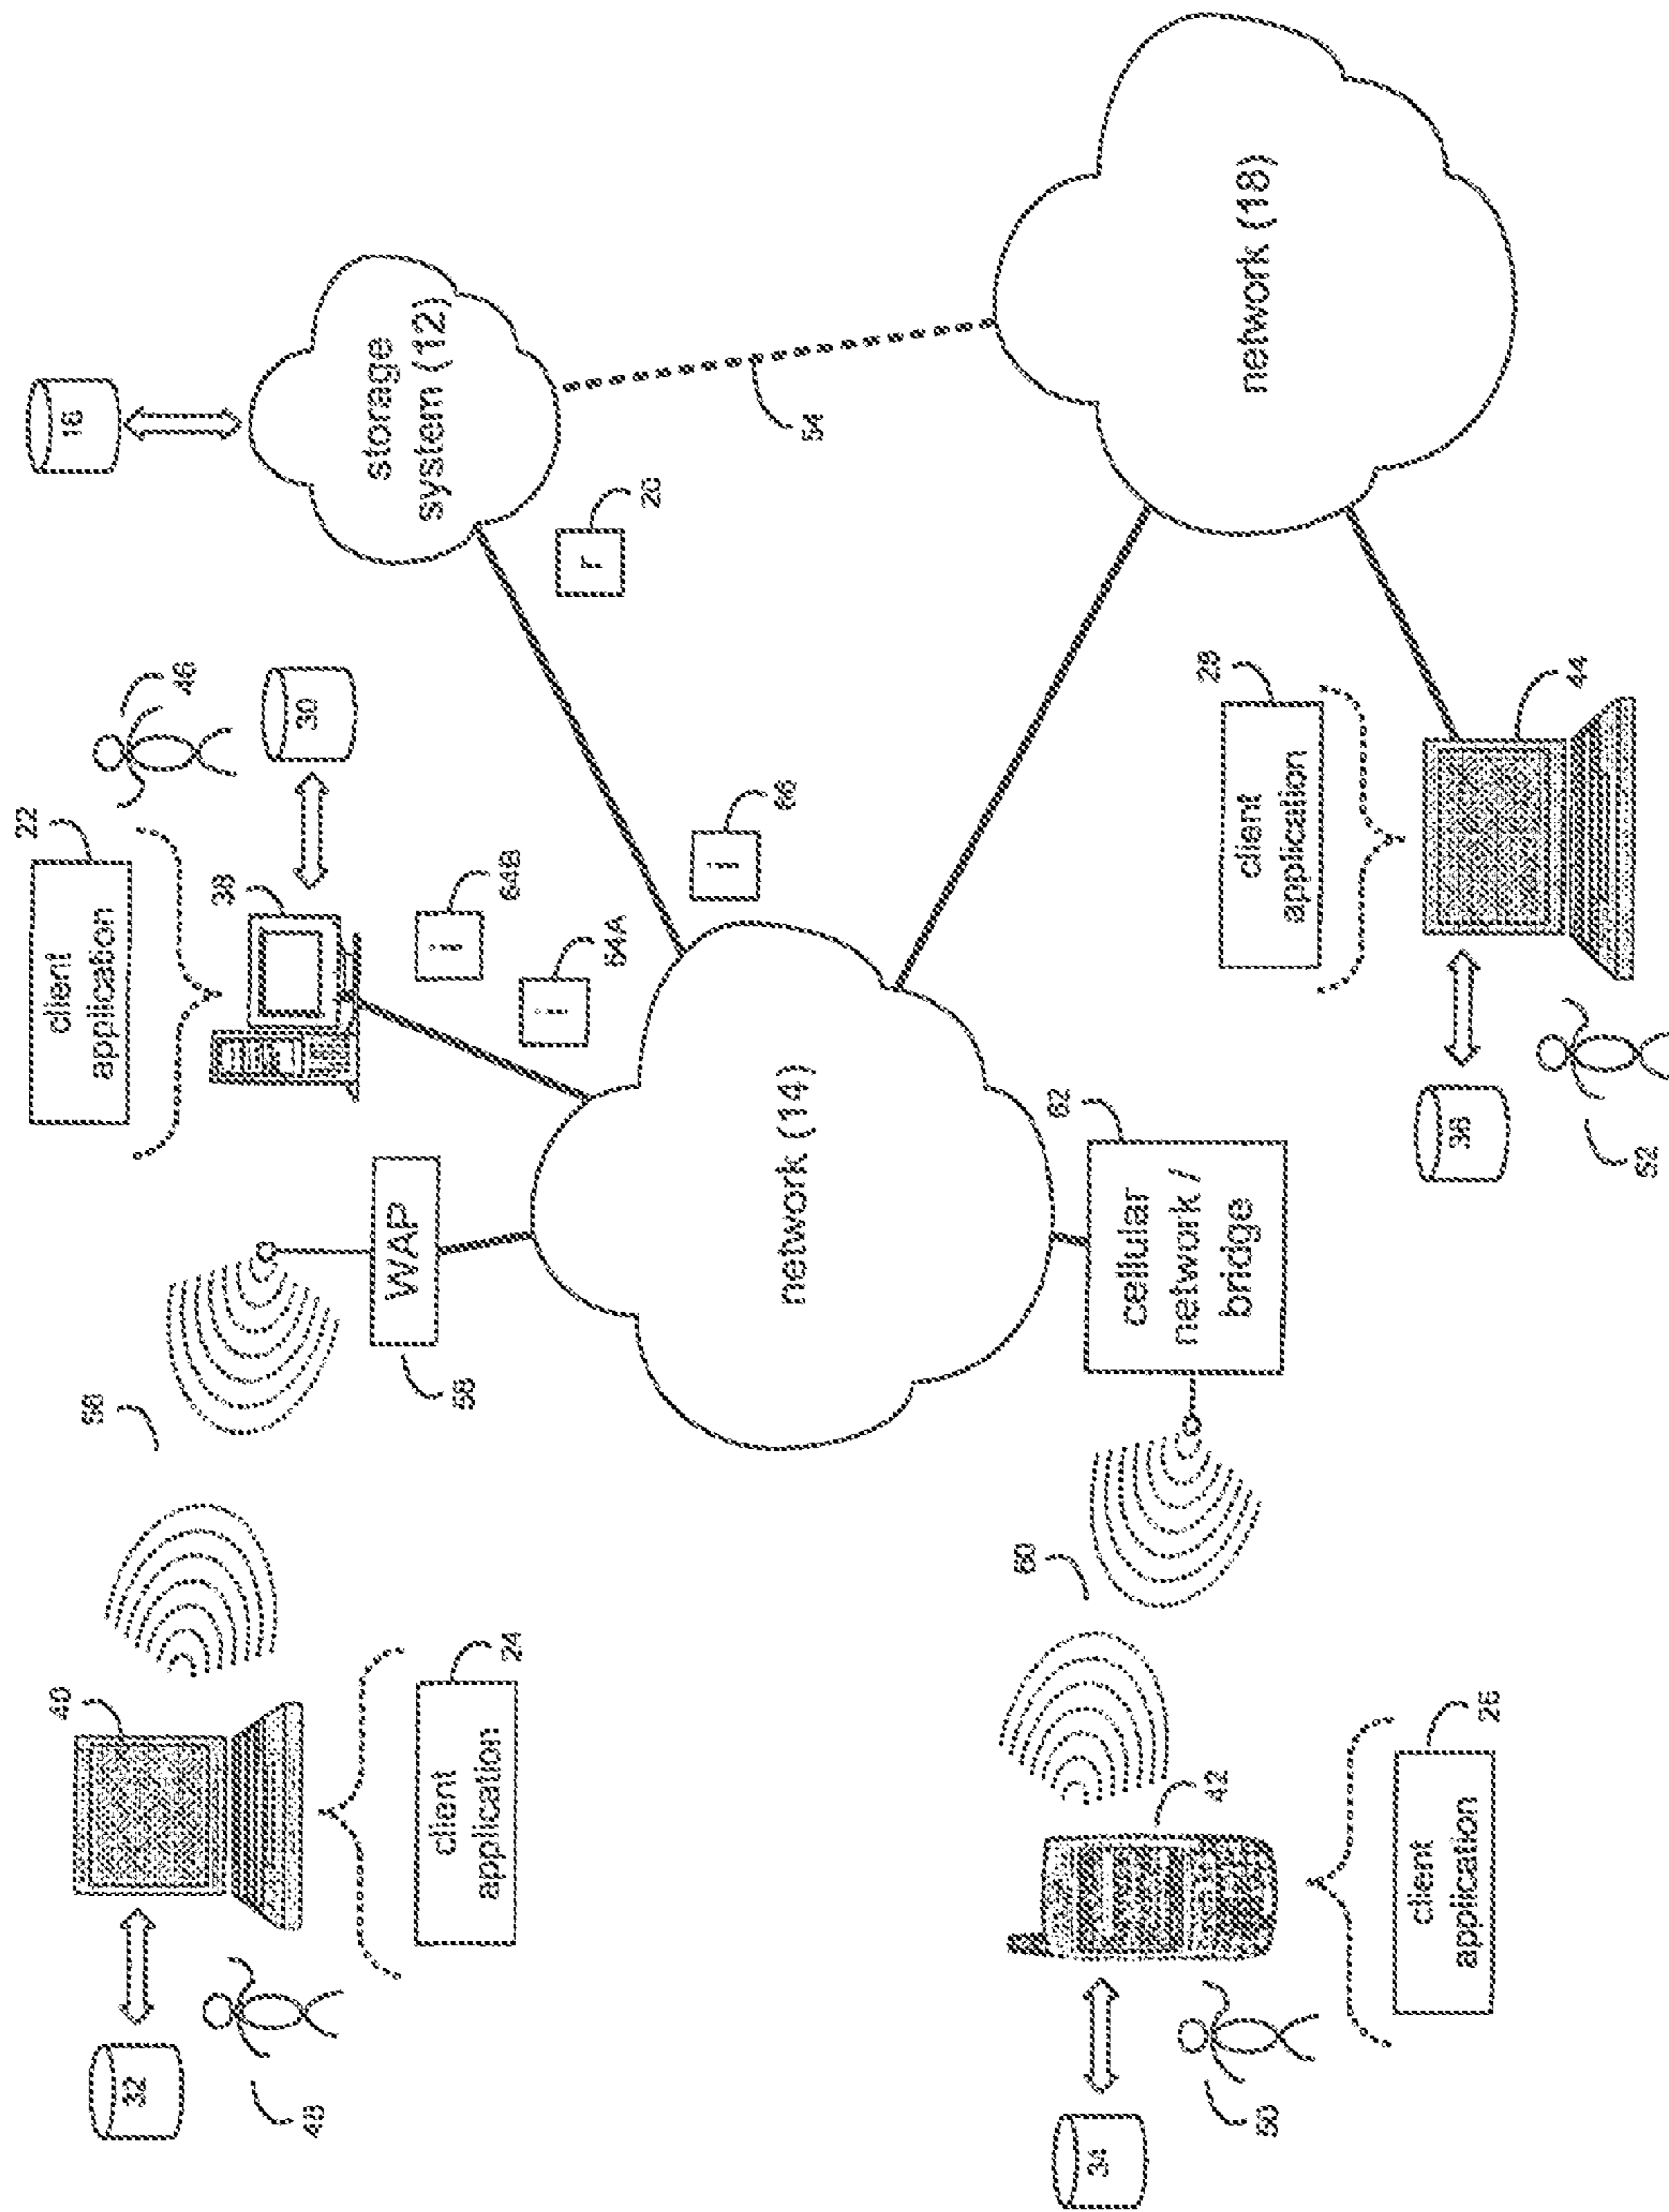 22
16
40
client
application
56
32
46
38
30
48
storage
system (12)
WAP
client
application
24
58
64B
i
64A
i
r
20
i
66
network (14)
54
60
62
34
cellular
network /
bridge
42
50
28
client
application
network (18)
26
client
application
36
44
52